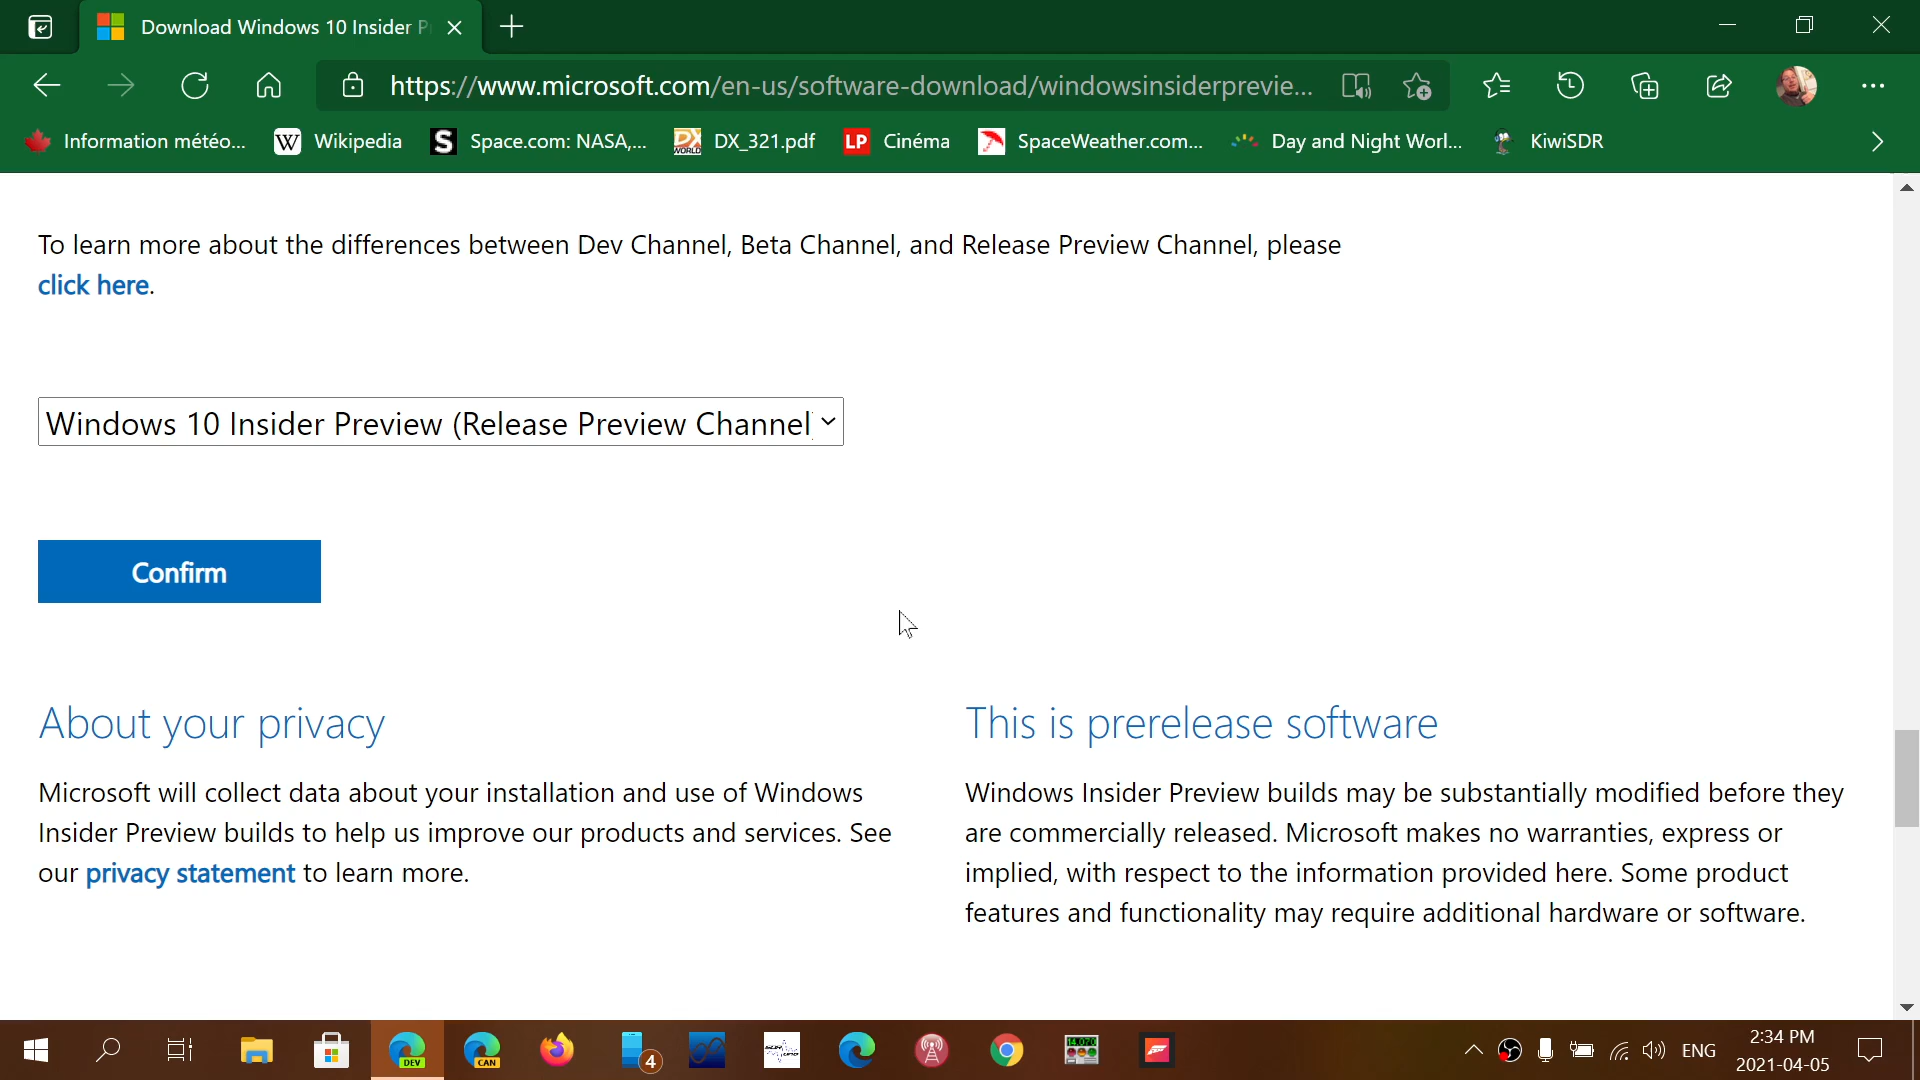 Download Windows 10 Insider P
https://www.microsoft.com/en-us/software-download/windowsinsiderprevie...
Information météo... Wikipedia S Space.com: NASA,... DX_321.pdf LP Cinéma SpaceWeather.com... Day and Night Worl... KiwiSDR
To learn more about the differences between Dev Channel, Beta Channel, and Release Preview Channel, please
click here.
Windows 10 Insider Preview (Release Preview Channel
Confirm
About your privacy
Microsoft will collect data about your installation and use of Windows
Insider Preview builds to help us improve our products and services. See
our privacy statement to learn more.
This is prerelease software
Windows Insider Preview builds may be substantially modified before they
are commercially released. Microsoft makes no warranties, express or
implied, with respect to the information provided here. Some product
features and functionality may require additional hardware or software.
DEV CAN 4 14.070 ENG 2:34 PM
2021-04-05